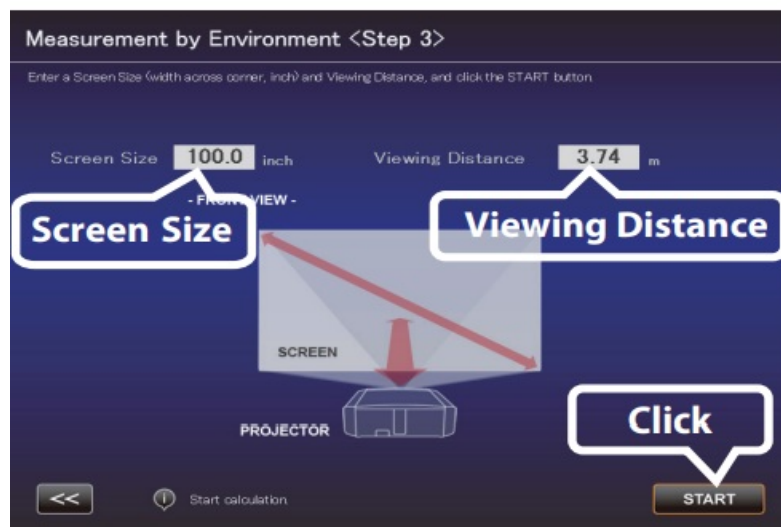 Measurement by Environment <Step 3>
Enter a Screen Size (width across corner, inch) and Viewing Distance, and click the START button.
Screen Size 100.0 inch Viewing Distance 3.74 m
- FRONT VIEW -
Screen Size
Viewing Distance
SCREEN
PROJECTOR
Click
<< Start calculation START